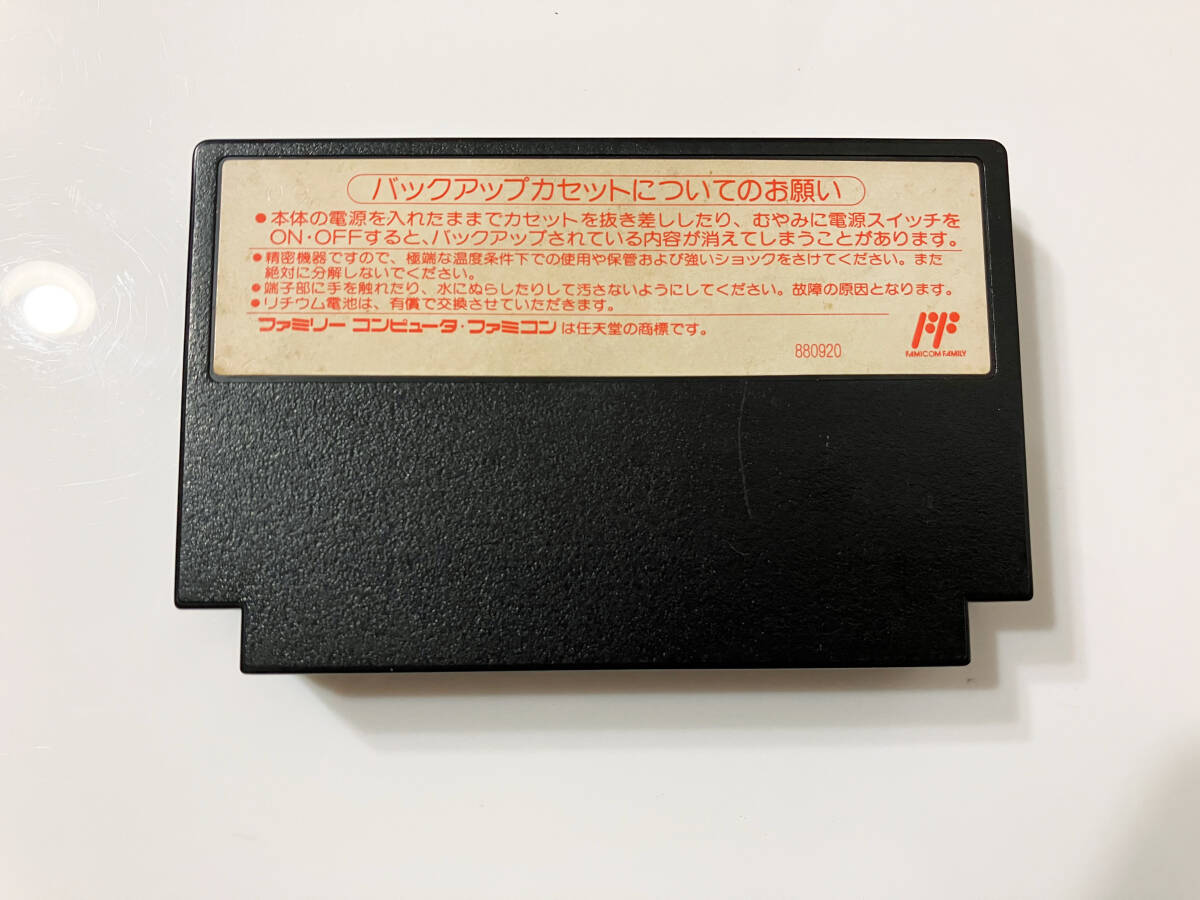 バックアップカセットについてのお願い
●本体の電源を入れたままでカセットを抜き差ししたり、むやみに電源スイッチを
ON・OFFすると、バックアップされている内容が消えてしまうことがあります。
●精密機器ですので、極端な温度条件下での使用や保管および強いショックをさけてください。また
絶対に分解しないでください。
●端子部に手を触れたり、水にぬらしたりして汚さないようにしてください。故障の原因となります。
●リチウム電池は、有償で交換させていただきます。
ファミリーコンピュータ・ファミコンは任天堂の商標です。
880920
FAMICOM FAMILY